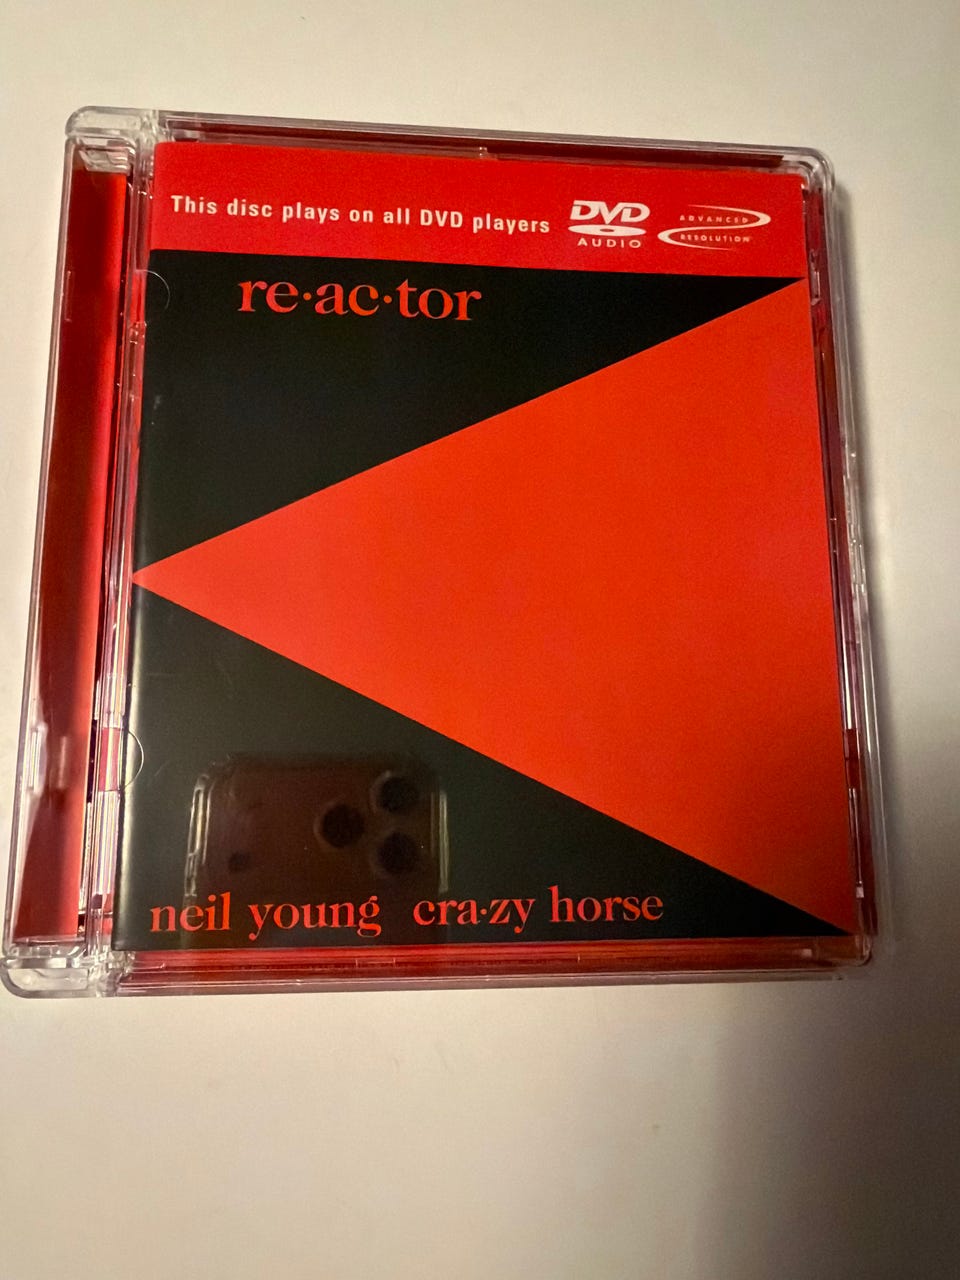 This disc plays on all DVD players
DVD
AUDIO
ADVANCED
RESOLUTION
re·ac·tor
neil young cra·zy horse